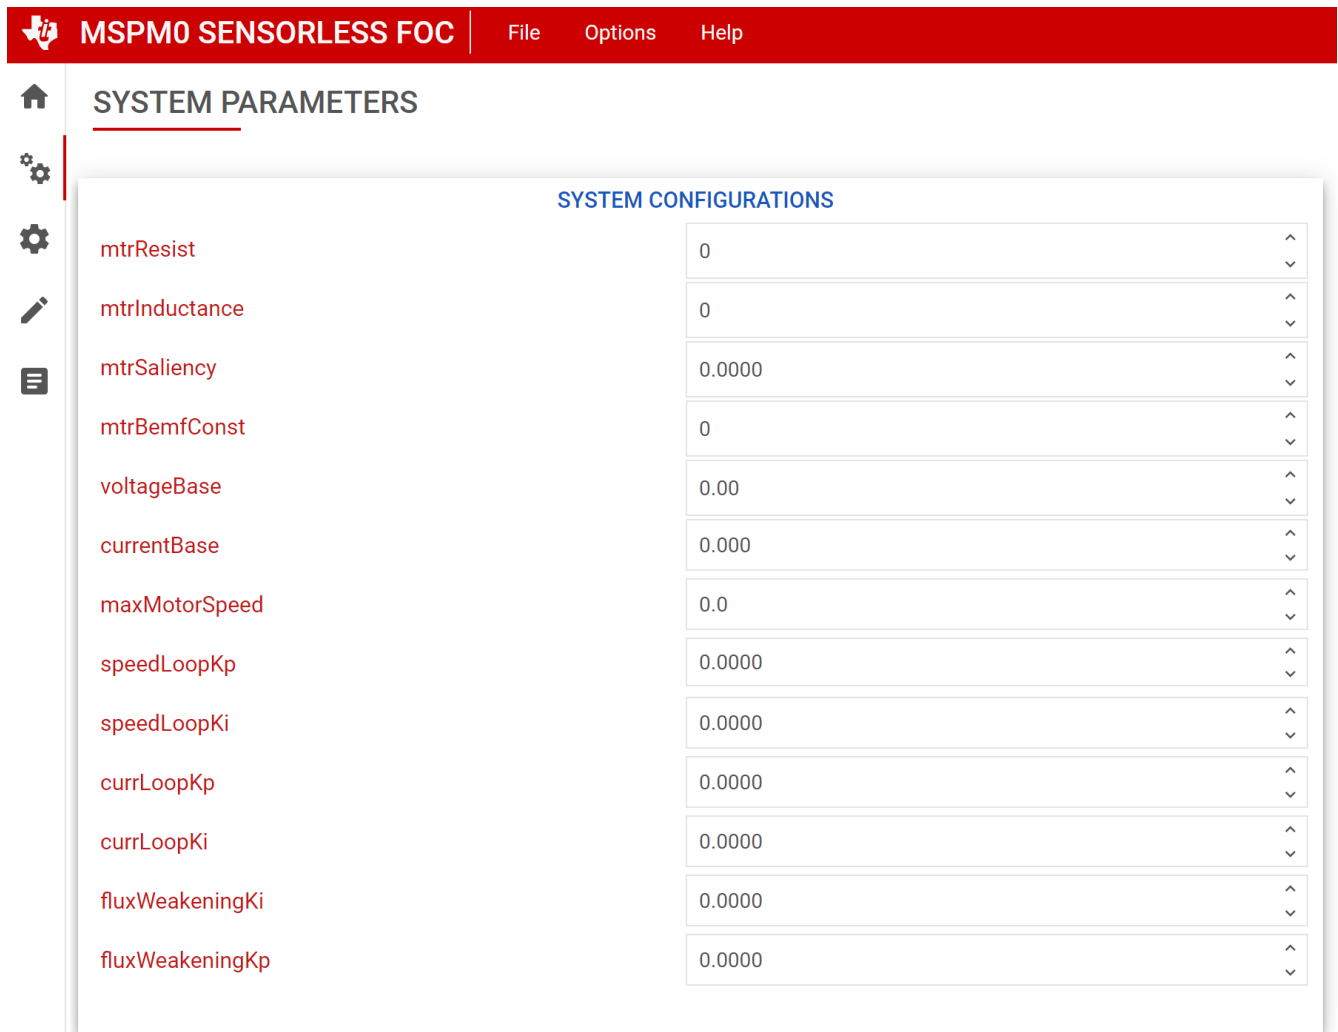 MSPM0 SENSORLESS FOC File Options Help
SYSTEM PARAMETERS
SYSTEM CONFIGURATIONS
mtrResist 0
mtrInductance 0
mtrSaliency 0.0000
mtrBemfConst 0
voltageBase 0.00
currentBase 0.000
maxMotorSpeed 0.0
speedLoopKp 0.0000
speedLoopKi 0.0000
currLoopKp 0.0000
currLoopKi 0.0000
fluxWeakeningKi 0.0000
fluxWeakeningKp 0.0000